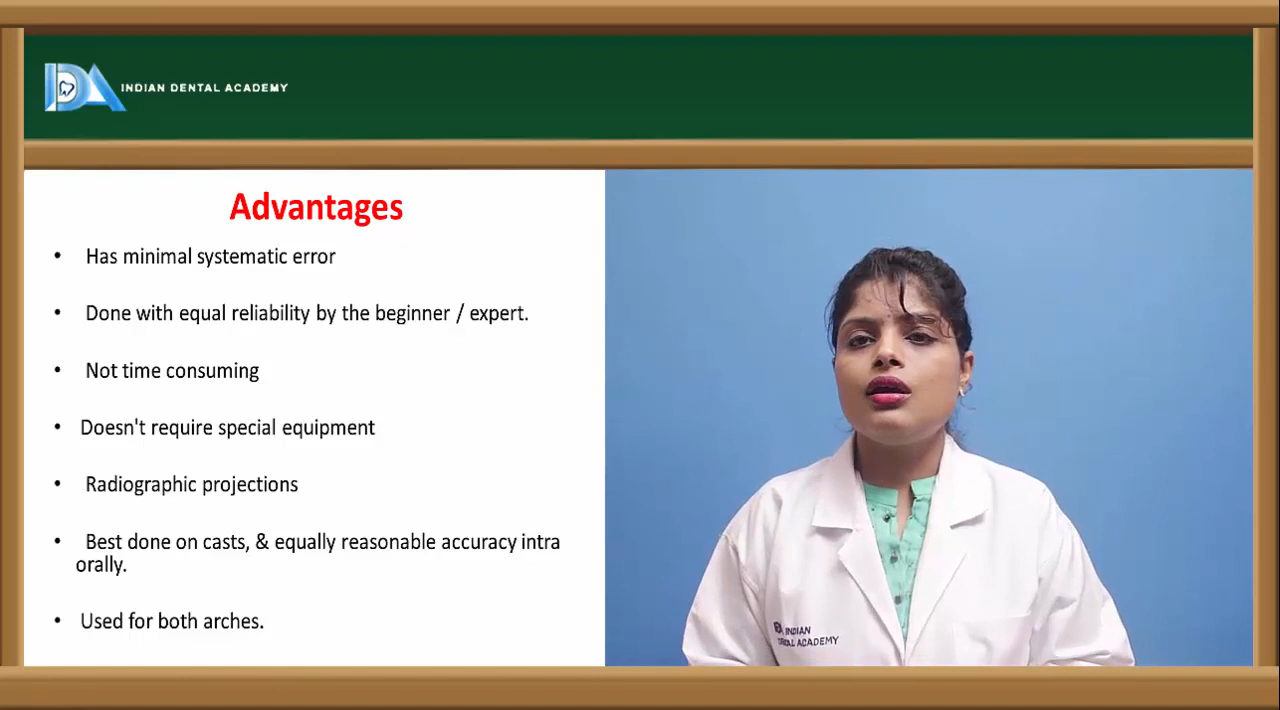 INDIAN DENTAL ACADEMY
Advantages
• Has minimal systematic error
• Done with equal reliability by the beginner / expert.
• Not time consuming
• Doesn't require special equipment
• Radiographic projections
• Best done on casts, & equally reasonable accuracy intra
orally.
• Used for both arches.
INDIAN
DENTAL ACADEMY